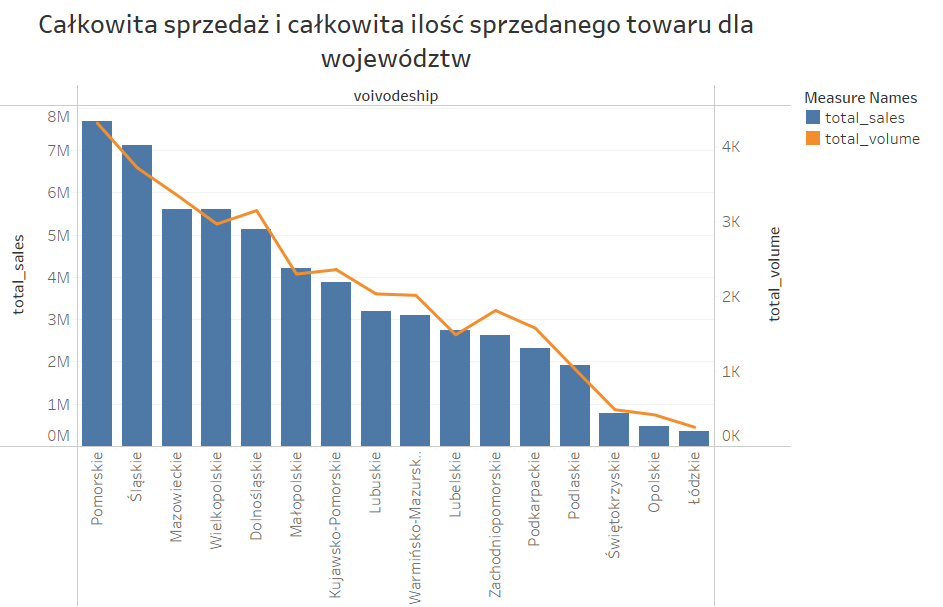 Całkowita sprzedaż i całkowita ilość sprzedanego towaru dla
województw
voivodeship
Measure Names
total_sales
total_volume
8M
7M
6M
5M
4M
3M
2M
1M
0M
total_sales
4K
3K
2K
1K
0K
total_volume
Pomorskie
Śląskie
Mazowieckie
Wielkopolskie
Dolnośląskie
Małopolskie
Kujawsko-Pomorskie
Lubuskie
Warmińsko-Mazursk..
Lubelskie
Zachodniopomorskie
Podkarpackie
Podlaskie
Świętokrzyskie
Opolskie
Łódzkie